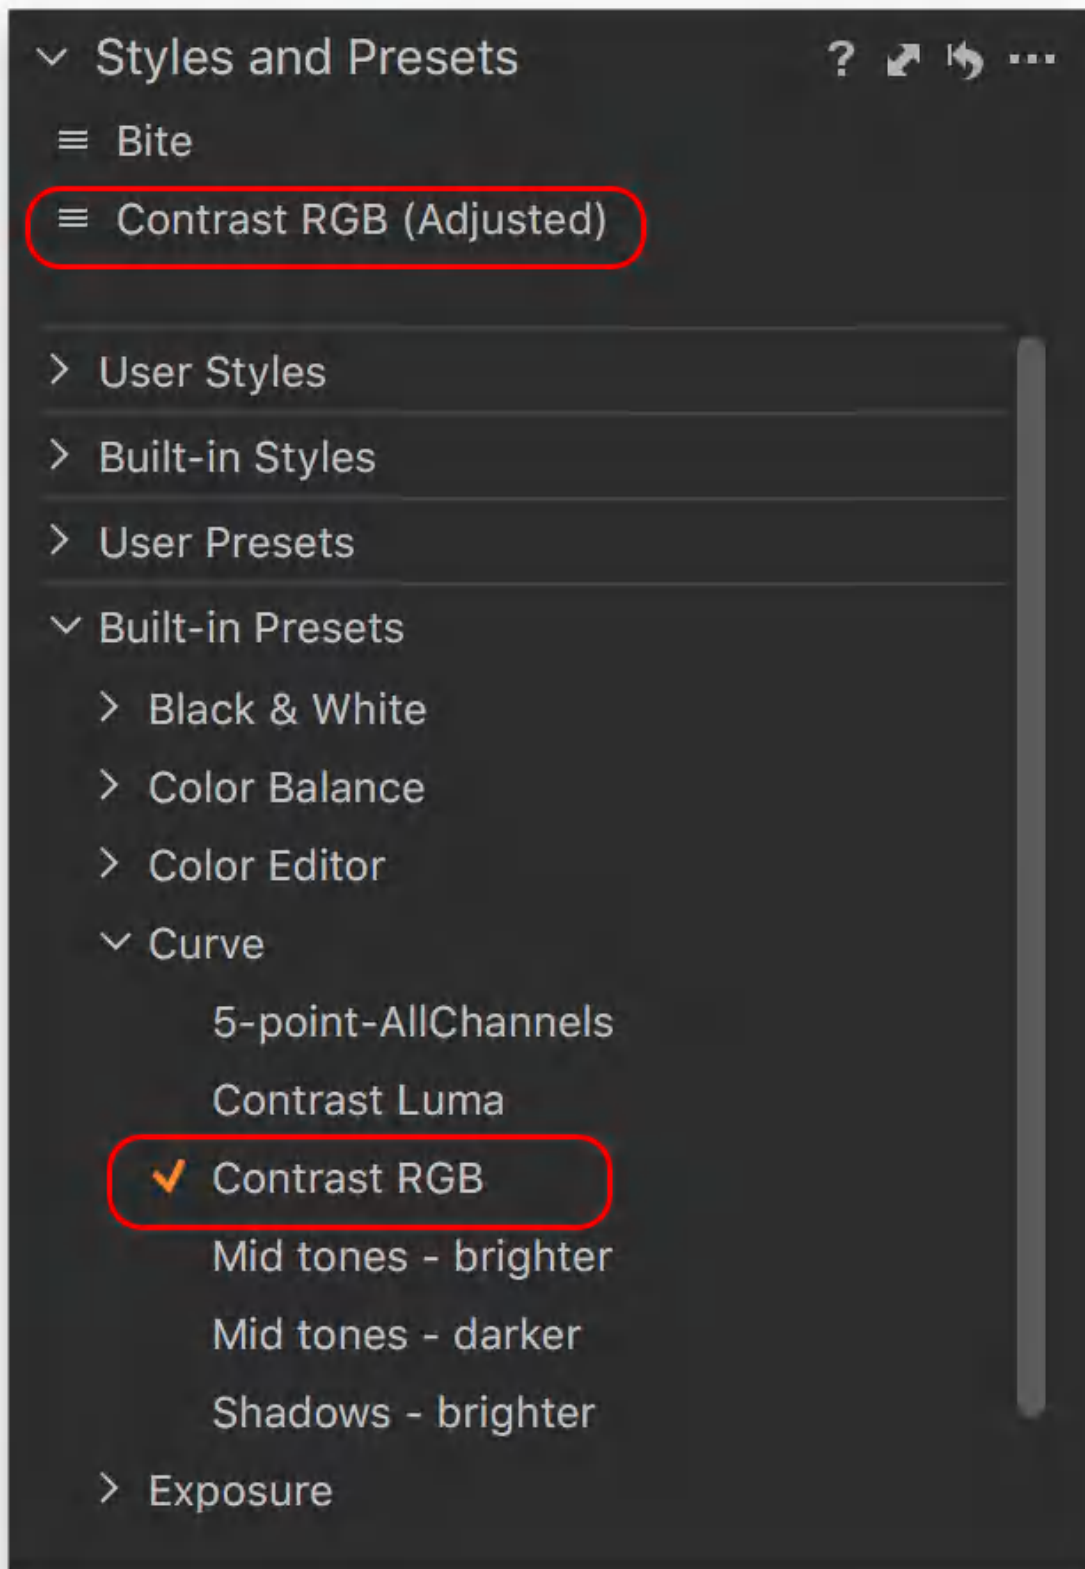 Styles and Presets ? ...
Bite
Contrast RGB (Adjusted)
User Styles
Built-in Styles
User Presets
Built-in Presets
Black & White
Color Balance
Color Editor
Curve
5-point-AllChannels
Contrast Luma
Contrast RGB
Mid tones - brighter
Mid tones - darker
Shadows - brighter
Exposure